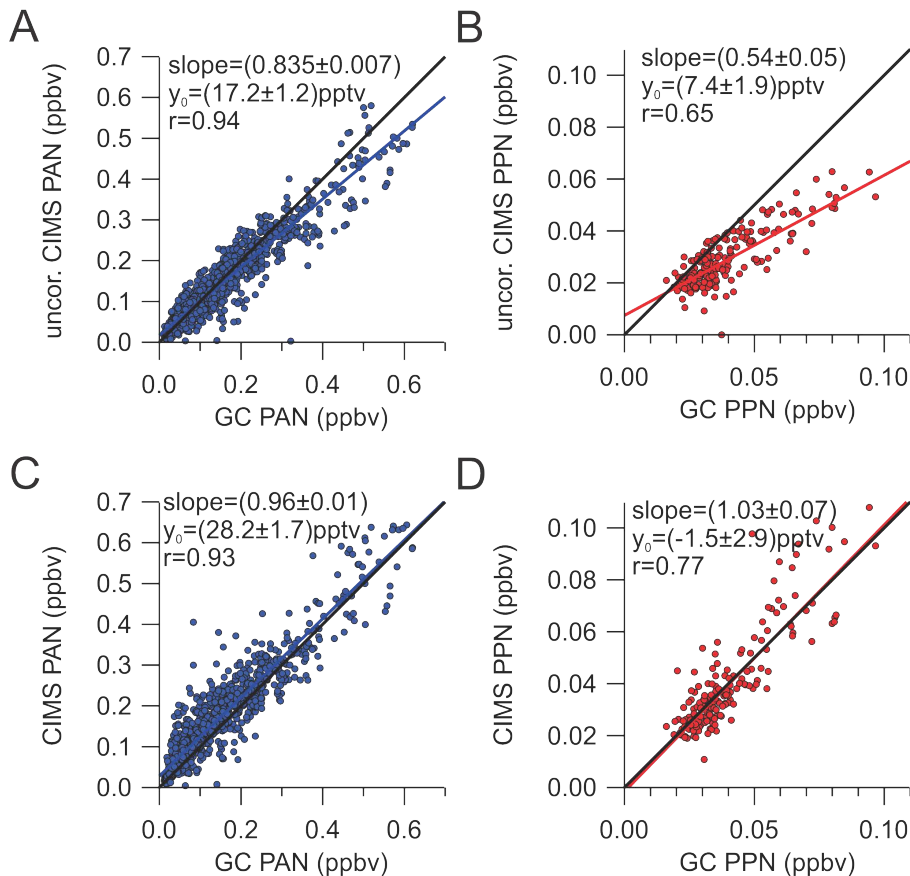 A
uncor. CIMS PAN (ppbv)
0.7
0.6
0.5
0.4
0.3
0.2
0.1
0.0
slope=(0.835±0.007)
y₀=(17.2±1.2)pptv
r=0.94
0.0 0.2 0.4 0.6
GC PAN (ppbv)
B
uncor. CIMS PPN (ppbv)
0.10
0.08
0.06
0.04
0.02
0.00
slope=(0.54±0.05)
y₀=(7.4±1.9)pptv
r=0.65
0.00 0.05 0.10
GC PPN (ppbv)
C
CIMS PAN (ppbv)
0.7
0.6
0.5
0.4
0.3
0.2
0.1
0.0
slope=(0.96±0.01)
y₀=(28.2±1.7)pptv
r=0.93
0.0 0.2 0.4 0.6
GC PAN (ppbv)
D
CIMS PPN (ppbv)
0.10
0.08
0.06
0.04
0.02
0.00
slope=(1.03±0.07)
y₀=(-1.5±2.9)pptv
r=0.77
0.00 0.05 0.10
GC PPN (ppbv)